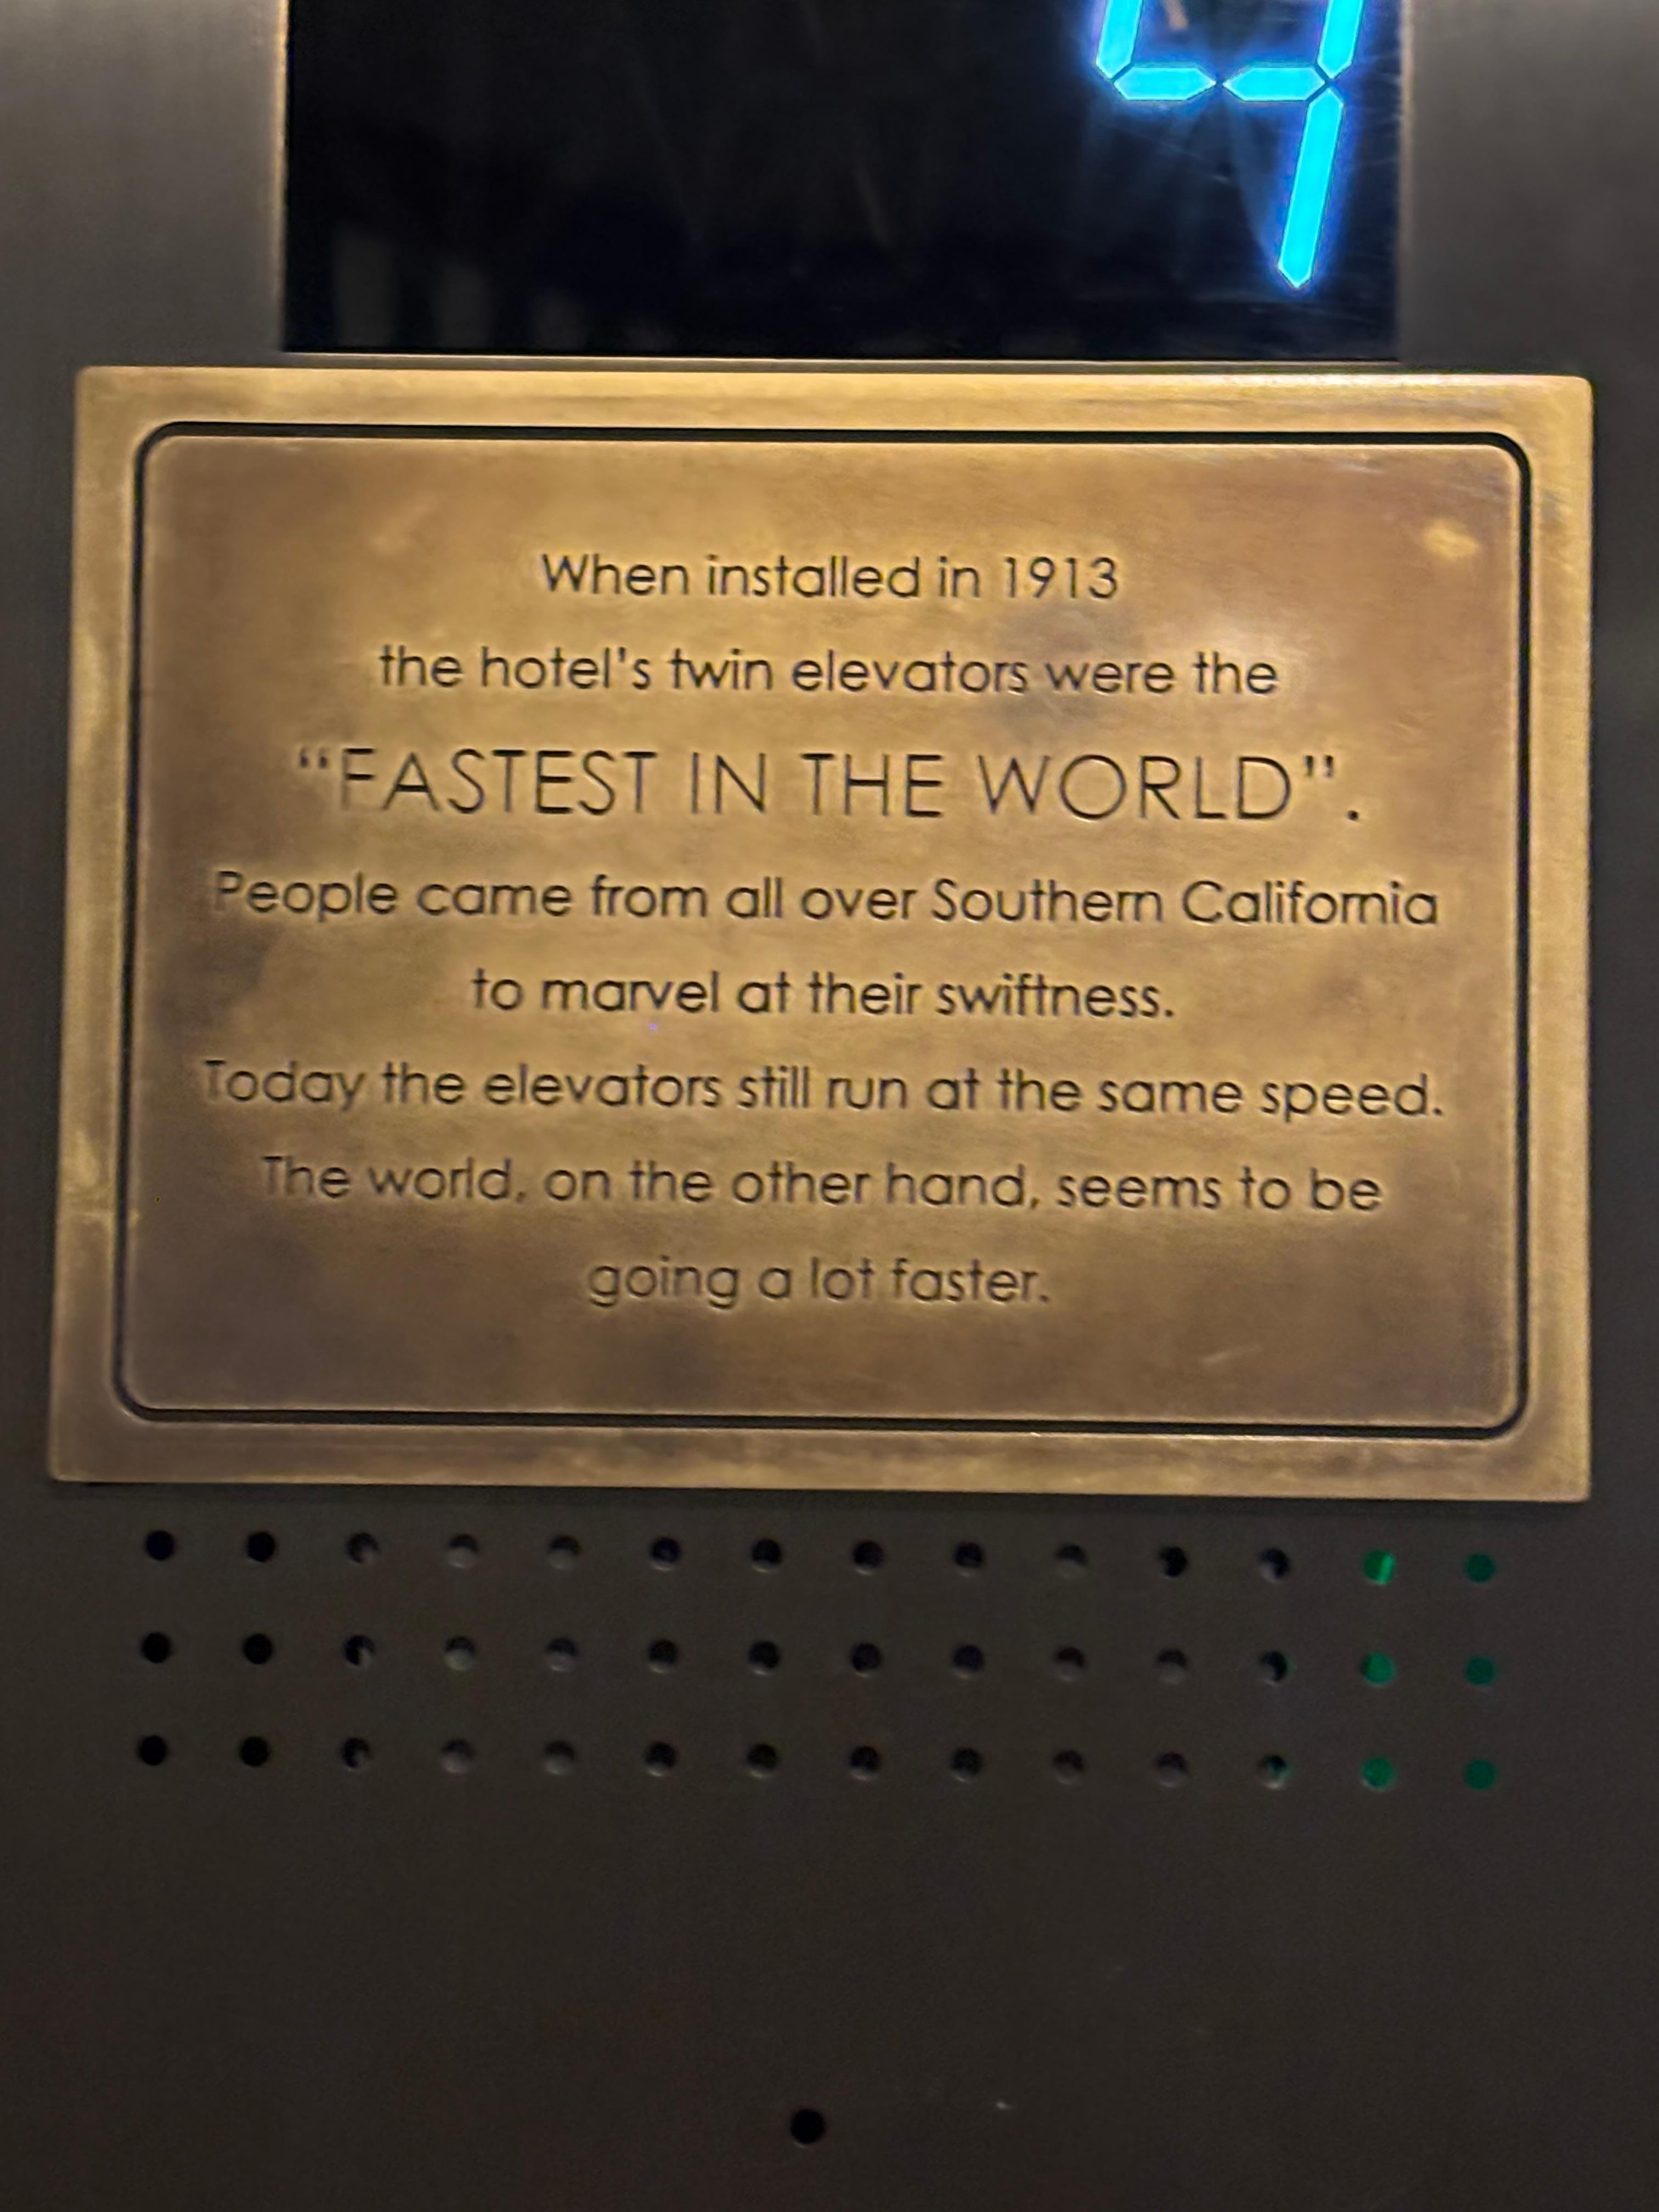 When installed in 1913
the hotel's twin elevators were the
“FASTEST IN THE WORLD”.
People came from all over Southern California
to marvel at their swiftness.
Today the elevators still run at the same speed.
The world, on the other hand, seems to be
going a lot faster.